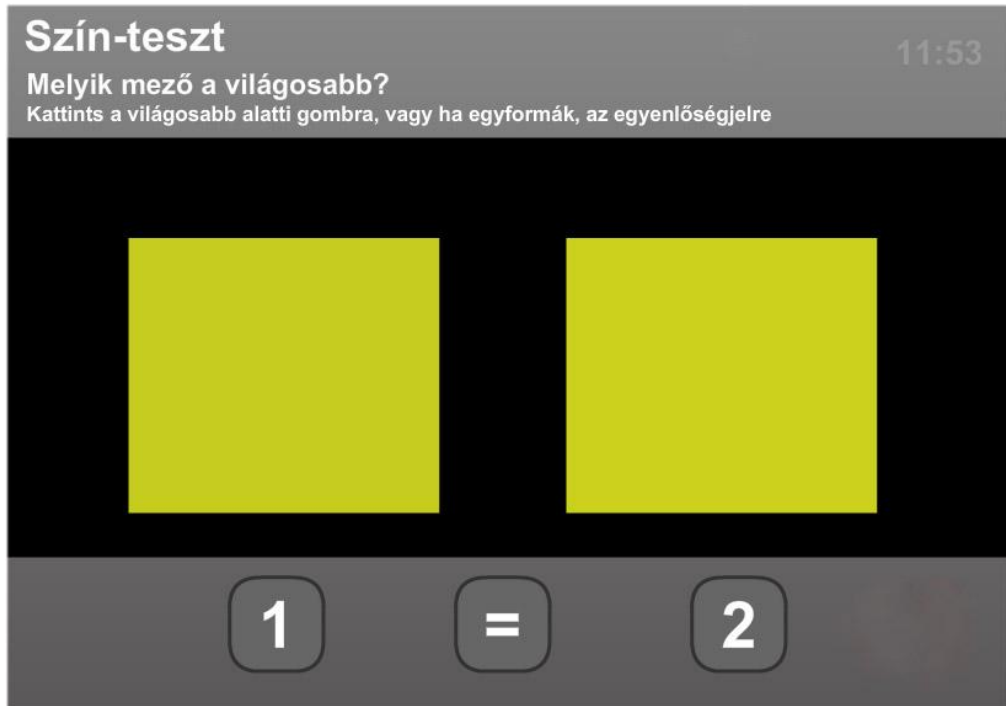 Szín-teszt
11:53
Melyik mező a világosabb?
Kattints a világosabb alatti gombra, vagy ha egyformák, az egyenlőségjelre
1 = 2